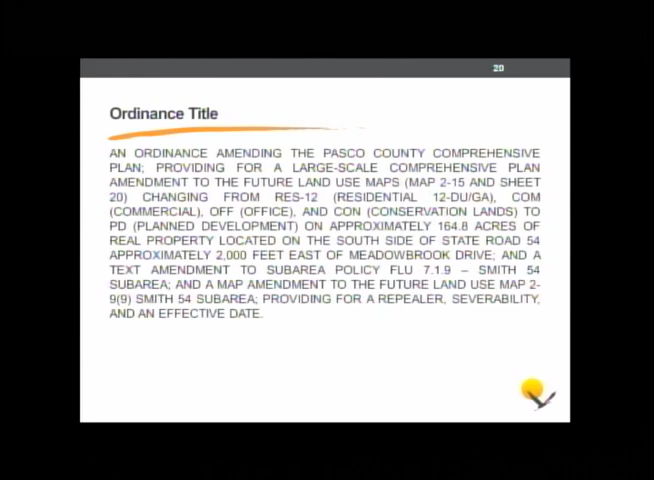 20
Ordinance Title
AN ORDINANCE AMENDING THE PASCO COUNTY COMPREHENSIVE
PLAN; PROVIDING FOR A LARGE-SCALE COMPREHENSIVE PLAN
AMENDMENT TO THE FUTURE LAND USE MAPS (MAP 2-15 AND SHEET
20) CHANGING FROM RES-12 (RESIDENTIAL 12-DU/GA), COM
(COMMERCIAL), OFF (OFFICE), AND CON (CONSERVATION LANDS) TO
PD (PLANNED DEVELOPMENT) ON APPROXIMATELY 164.8 ACRES OF
REAL PROPERTY LOCATED ON THE SOUTH SIDE OF STATE ROAD 54
APPROXIMATELY 2,000 FEET EAST OF MEADOWBROOK DRIVE; AND A
TEXT AMENDMENT TO SUBAREA POLICY FLU 7.1.9 – SMITH 54
SUBAREA; AND A MAP AMENDMENT TO THE FUTURE LAND USE MAP 2-
9(9) SMITH 54 SUBAREA; PROVIDING FOR A REPEALER, SEVERABILITY,
AND AN EFFECTIVE DATE.